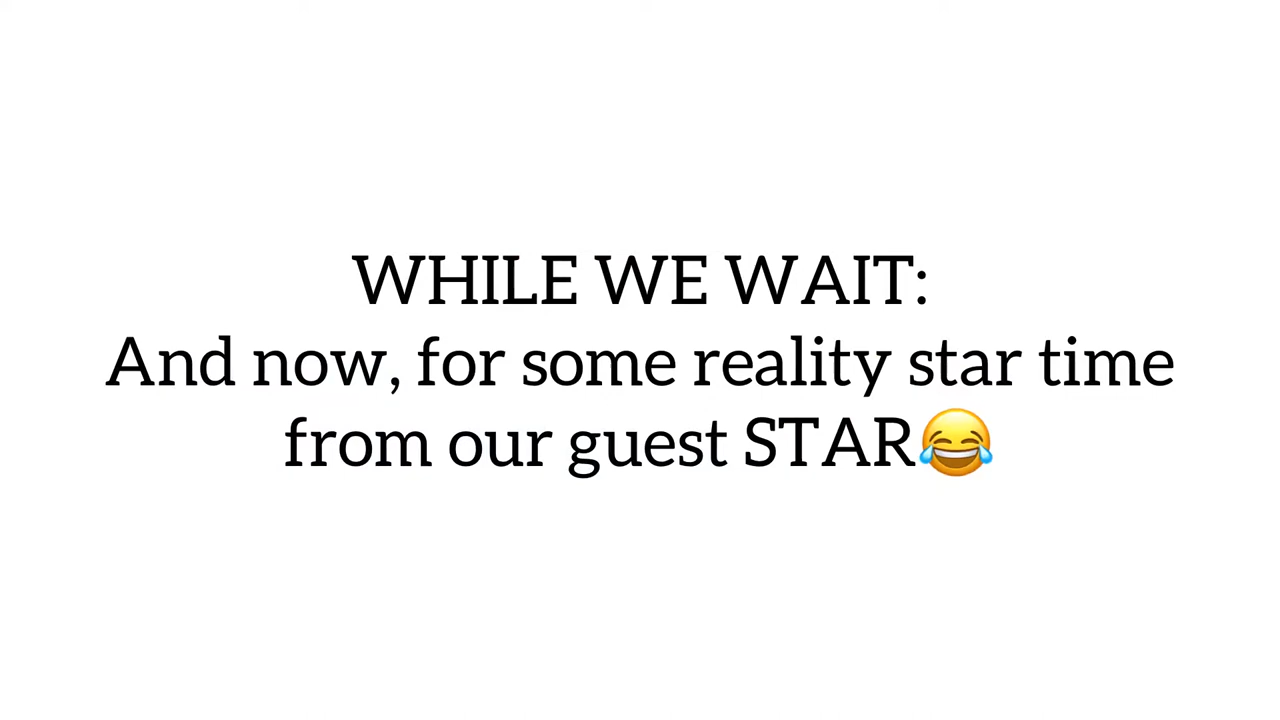 WHILE WE WAIT:
And now, for some reality star time
from our guest STAR😂